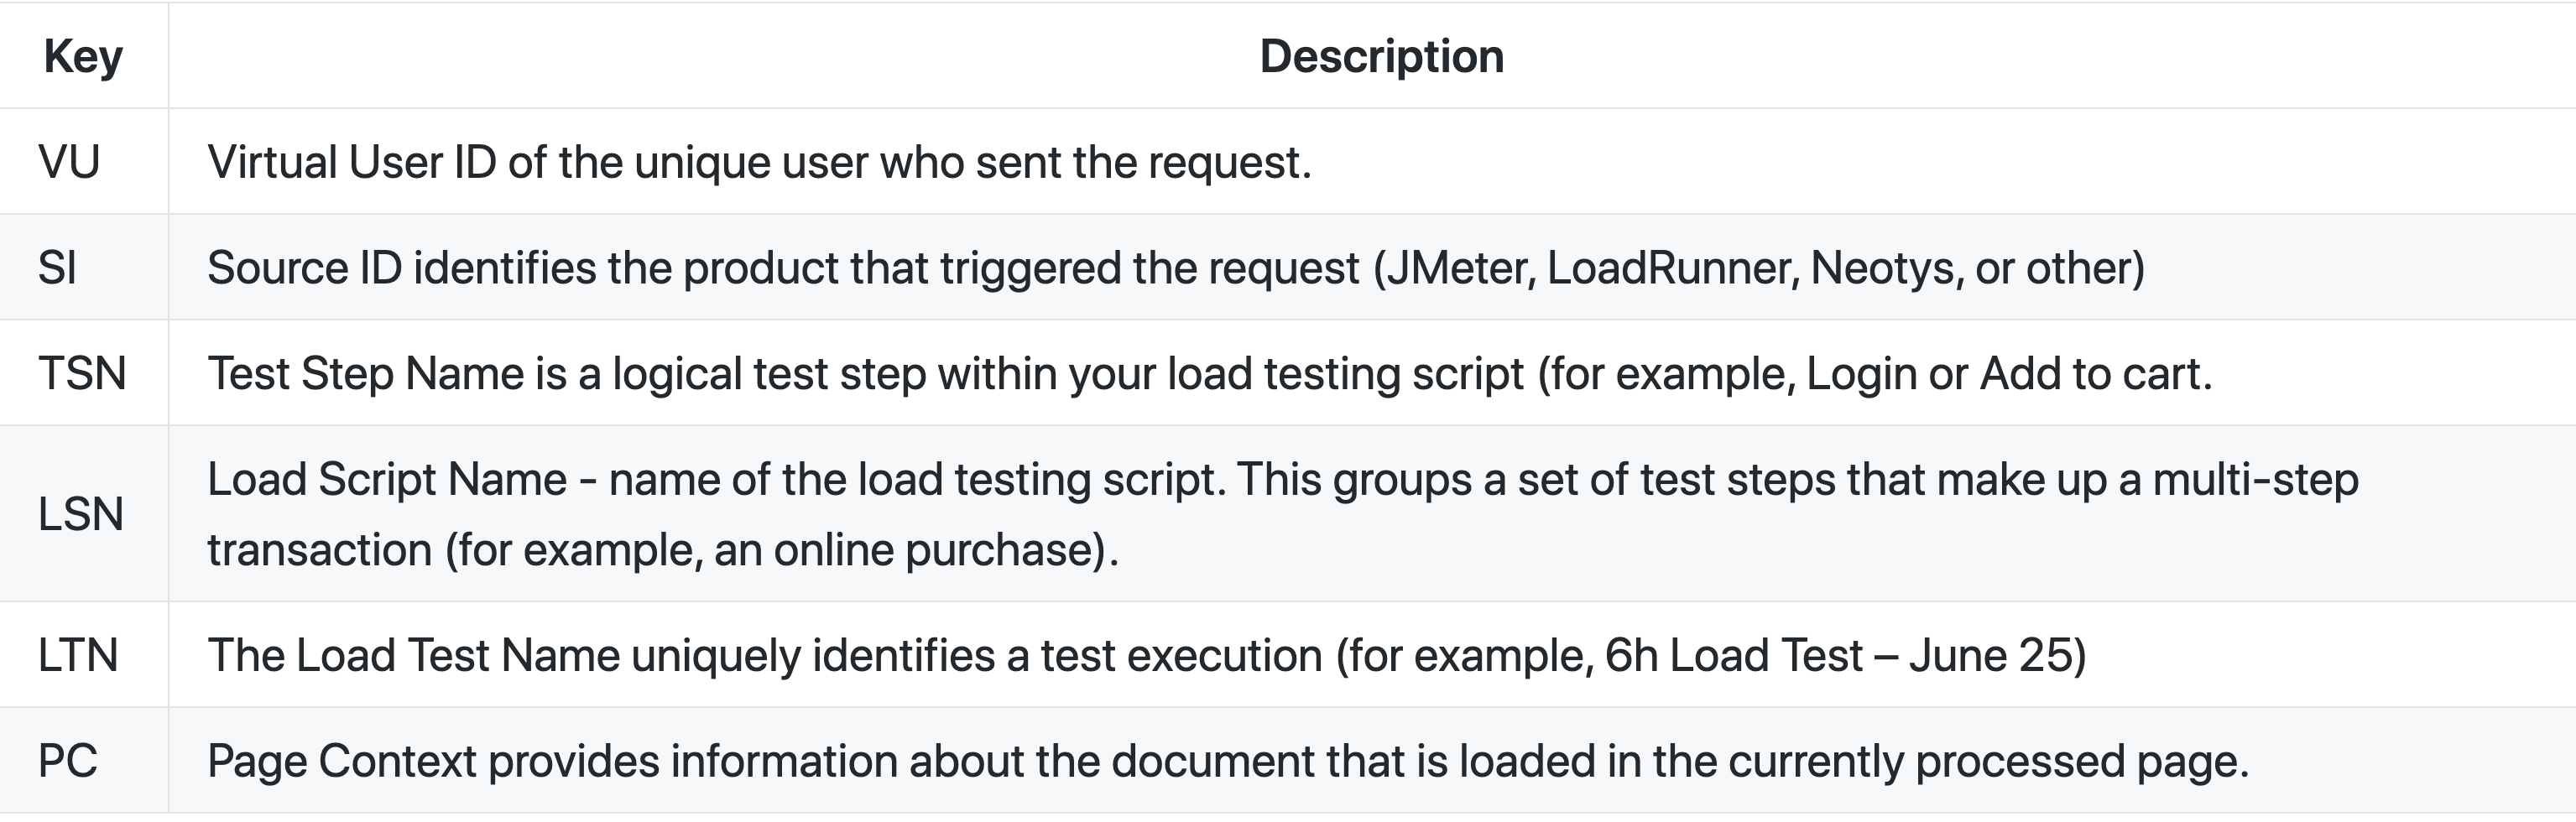 Key Description
VU Virtual User ID of the unique user who sent the request.
SI Source ID identifies the product that triggered the request (JMeter, LoadRunner, Neotys, or other)
TSN Test Step Name is a logical test step within your load testing script (for example, Login or Add to cart.
LSN Load Script Name - name of the load testing script. This groups a set of test steps that make up a multi-step
transaction (for example, an online purchase).
LTN The Load Test Name uniquely identifies a test execution (for example, 6h Load Test – June 25)
PC Page Context provides information about the document that is loaded in the currently processed page.